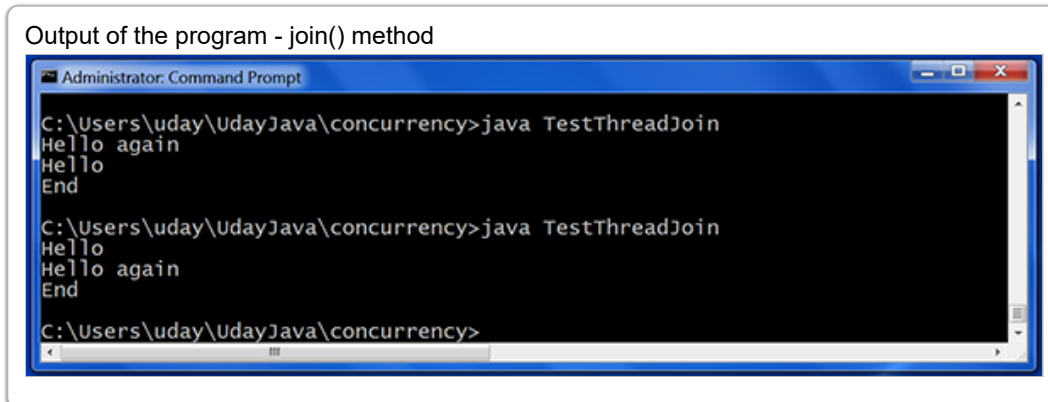 Output of the program - join() method
Administrator: Command Prompt
C:\Users\uday\UdayJava\concurrency>java TestThreadJoin
Hello again
Hello
End
C:\Users\uday\UdayJava\concurrency>java TestThreadJoin
Hello
Hello again
End
C:\Users\uday\UdayJava\concurrency>